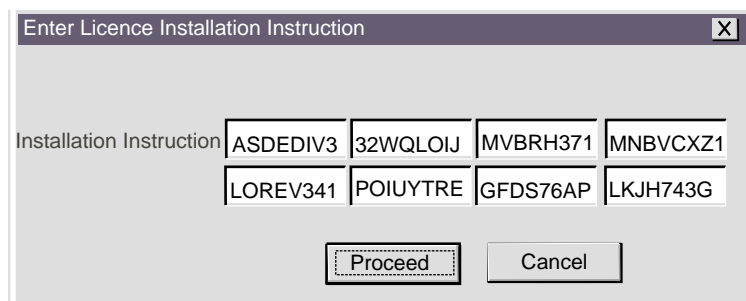 Enter Licence Installation Instruction X
Installation Instruction ASDEDIV3 32WQLOIJ MVBRH371 MNBVCXZ1
LOREV341 POIUYTRE GFDS76AP LKJH743G
Proceed Cancel